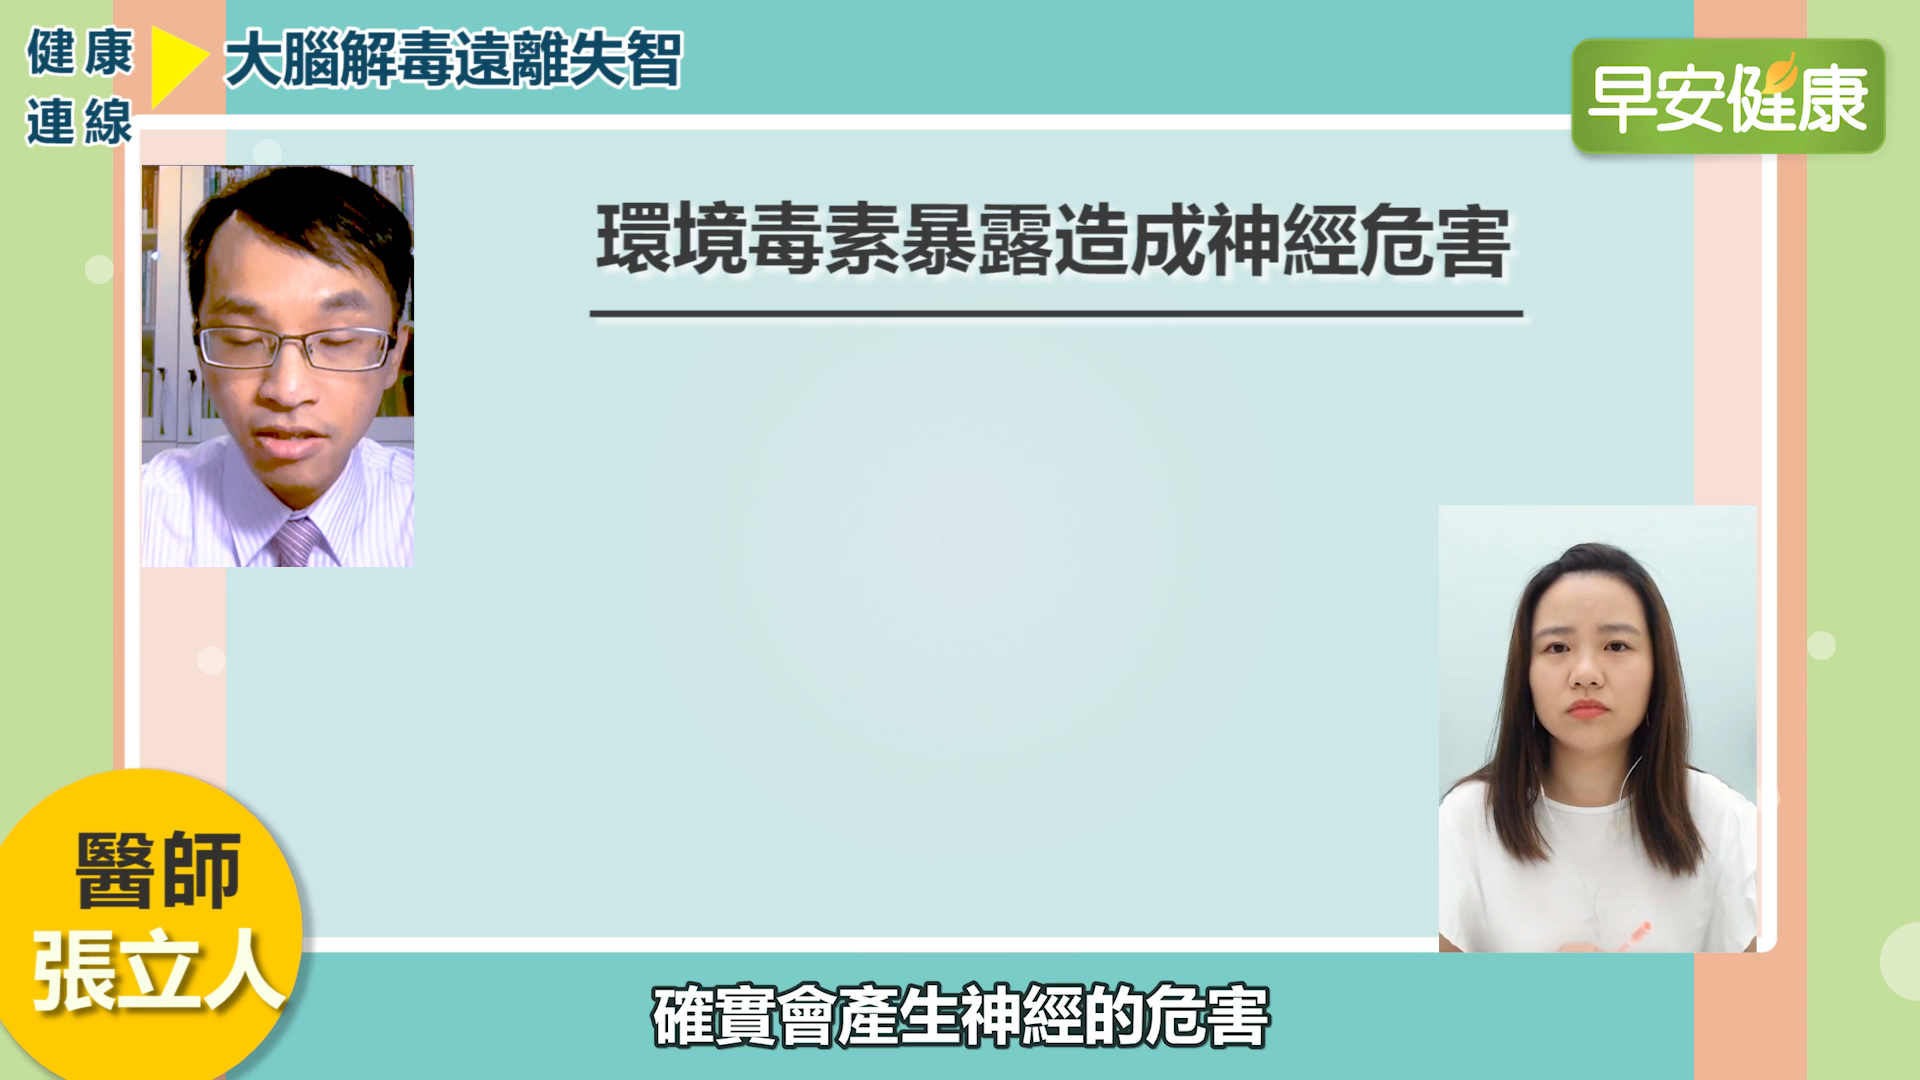 健康
連線
大腦解毒遠離失智
早安健康
環境毒素暴露造成神經危害
醫師
張立人
確實會產生神經的危害